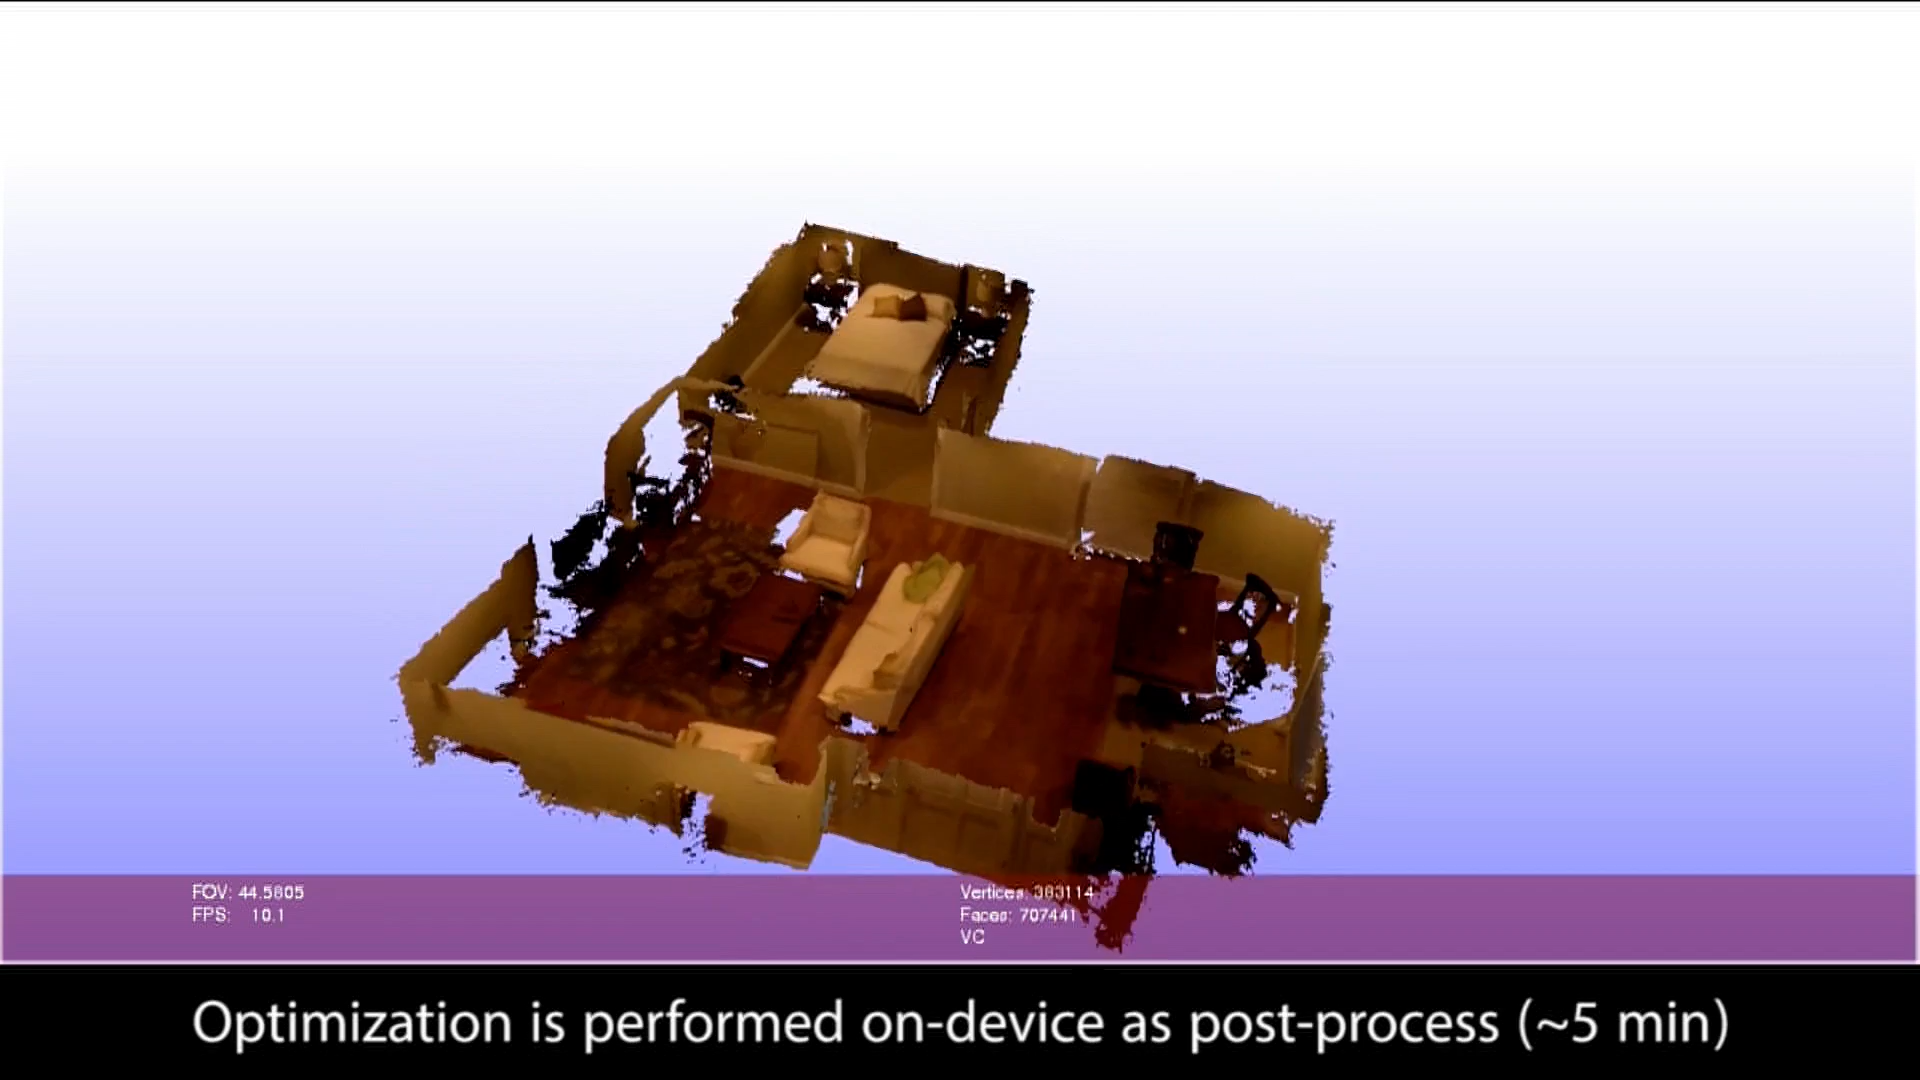 FOV: 44.5805
FPS: 10.1
Vertices: 383114
Faces: 707441
VC
Optimization is performed on-device as post-process (~5 min)